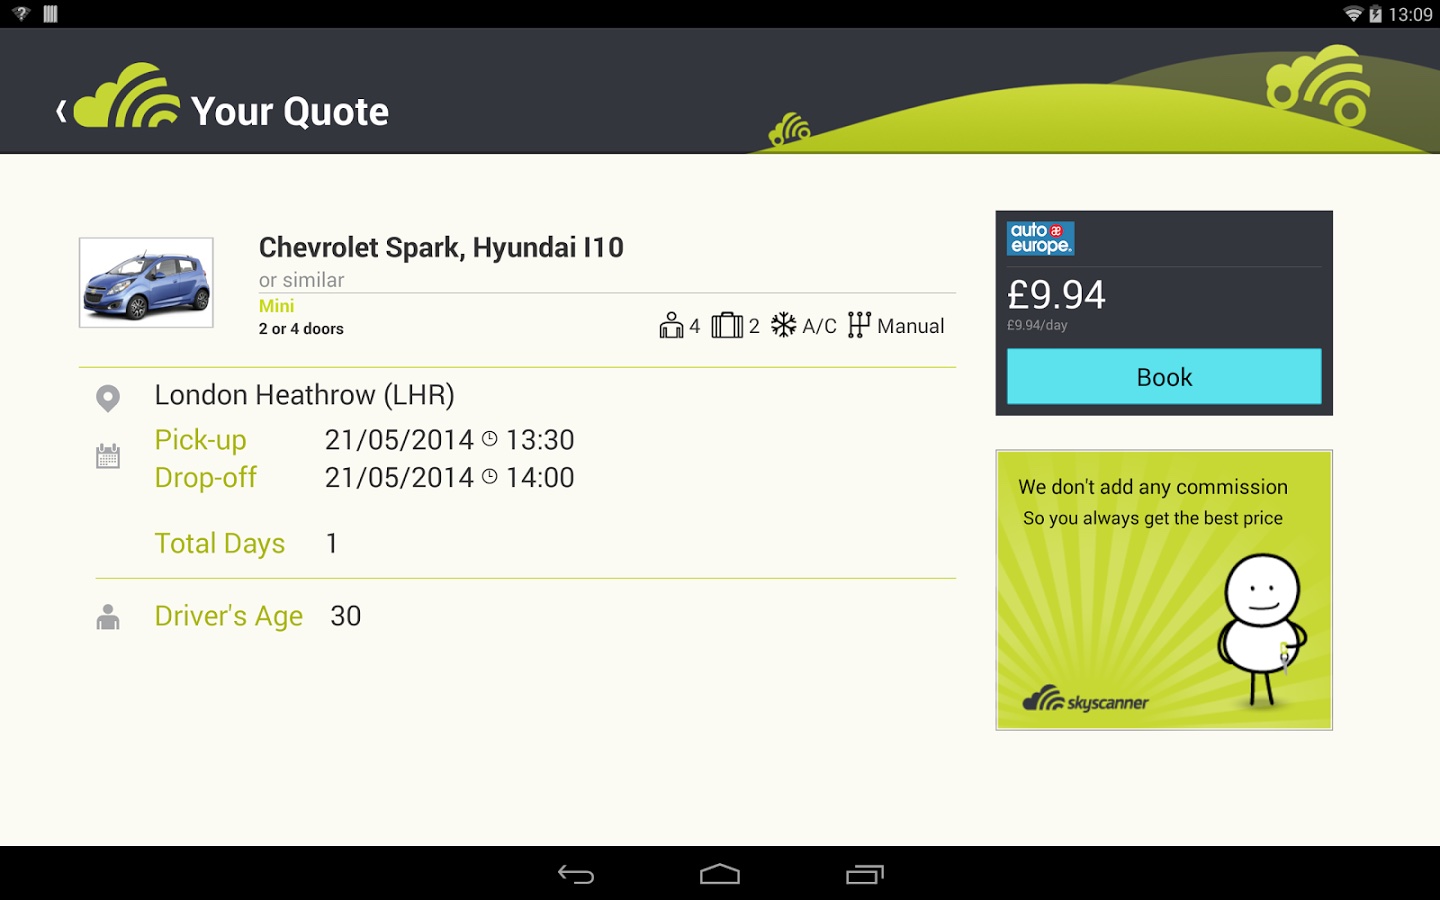 13:09
Your Quote
Chevrolet Spark, Hyundai I10
or similar
Mini
2 or 4 doors
4 2 A/C Manual
London Heathrow (LHR)
Pick-up 21/05/2014 13:30
Drop-off 21/05/2014 14:00
Total Days 1
Driver's Age 30
auto æ
europe.
£9.94
£9.94/day
Book
We don't add any commission
So you always get the best price
skyscanner